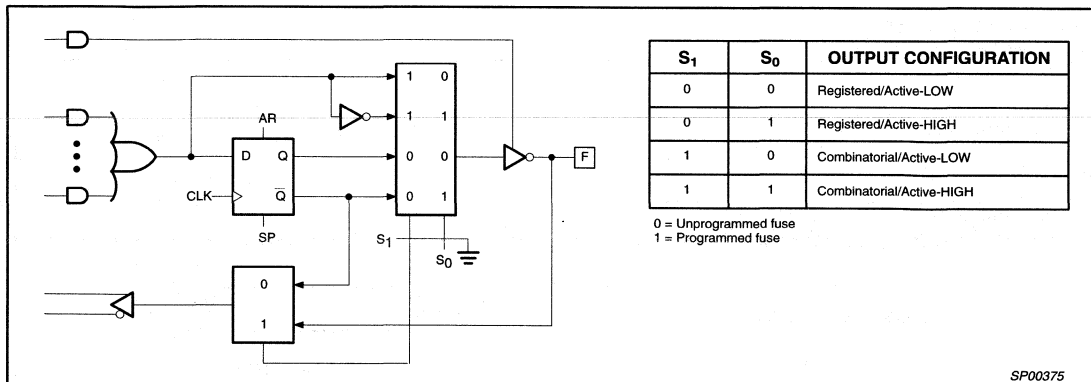 1 0
AR
1 1
D Q
0 0
F
CLK
Q̅
0 1
SP
S1
S0
0
1
S1 S0 OUTPUT CONFIGURATION
0 0 Registered/Active-LOW
0 1 Registered/Active-HIGH
1 0 Combinatorial/Active-LOW
1 1 Combinatorial/Active-HIGH
0 = Unprogrammed fuse
1 = Programmed fuse
SP00375